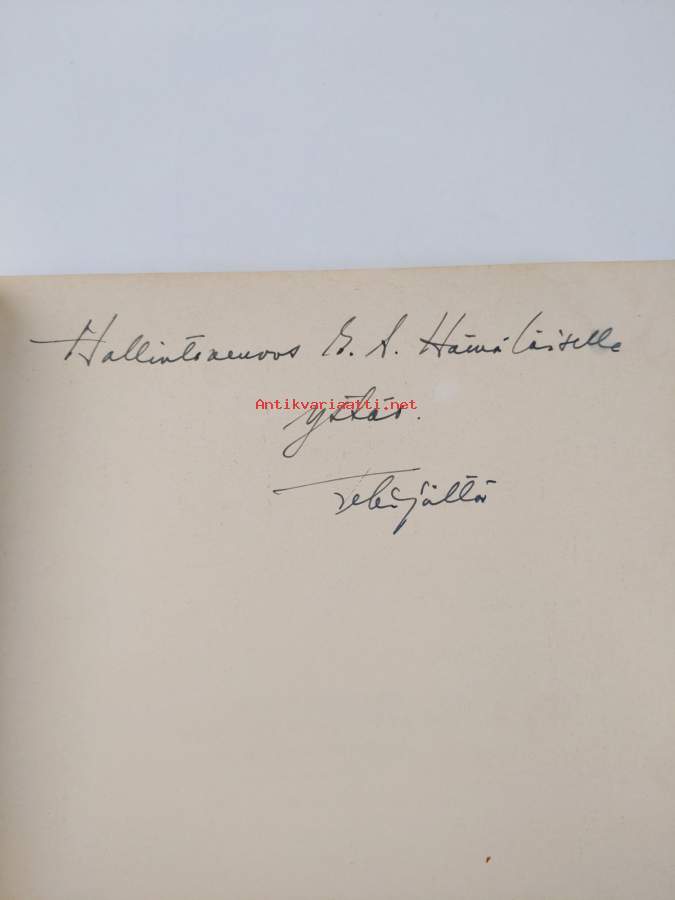 Hallintoneuvos G. A. Hämäläiselle
Antikvariaatti.net
ystäv.
Tekijältä